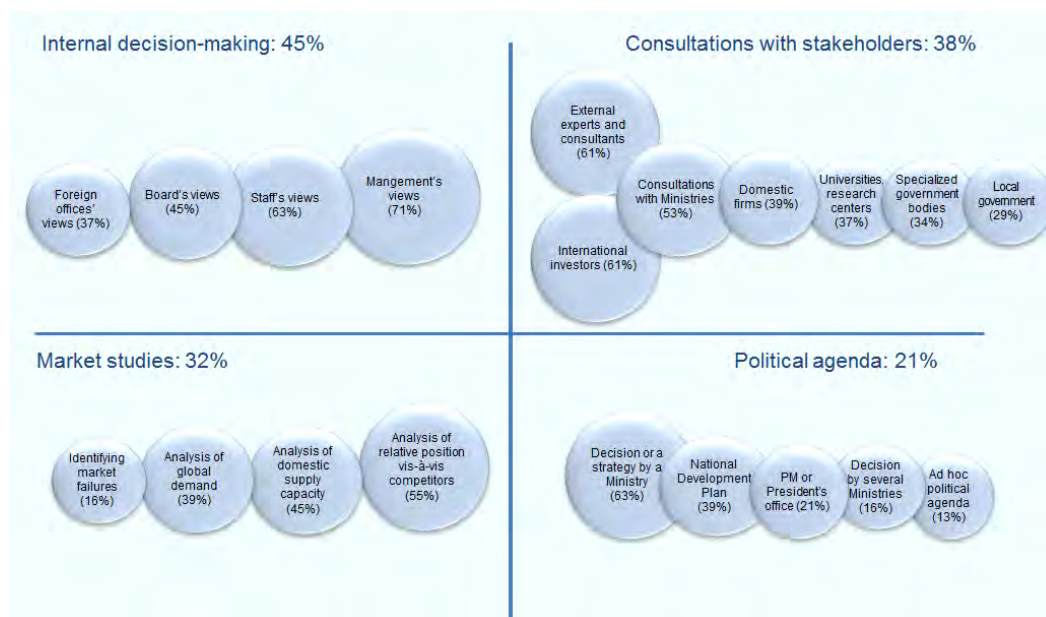 Internal decision-making: 45%
Foreign
offices'
views (37%)
Board's views
(45%)
Staff's views
(63%)
Mangement's
views
(71%)
Consultations with stakeholders: 38%
External
experts and
consultants
(61%)
International
investors (61%)
Consultations
with Ministries
(53%)
Domestic
firms (39%)
Universities,
research
centers
(37%)
Specialized
government
bodies
(34%)
Local
government
(29%)
Market studies: 32%
Identifying
market
failures
(16%)
Analysis of
global
demand
(39%)
Analysis of
domestic
supply
capacity
(45%)
Analysis of
relative position
vis-à-vis
competitors
(55%)
Political agenda: 21%
Decision or a
strategy by a
Ministry
(63%)
National
Development
Plan
(39%)
PM or
President's
office (21%)
Decision
by several
Ministries
(16%)
Ad hoc
political
agenda
(13%)